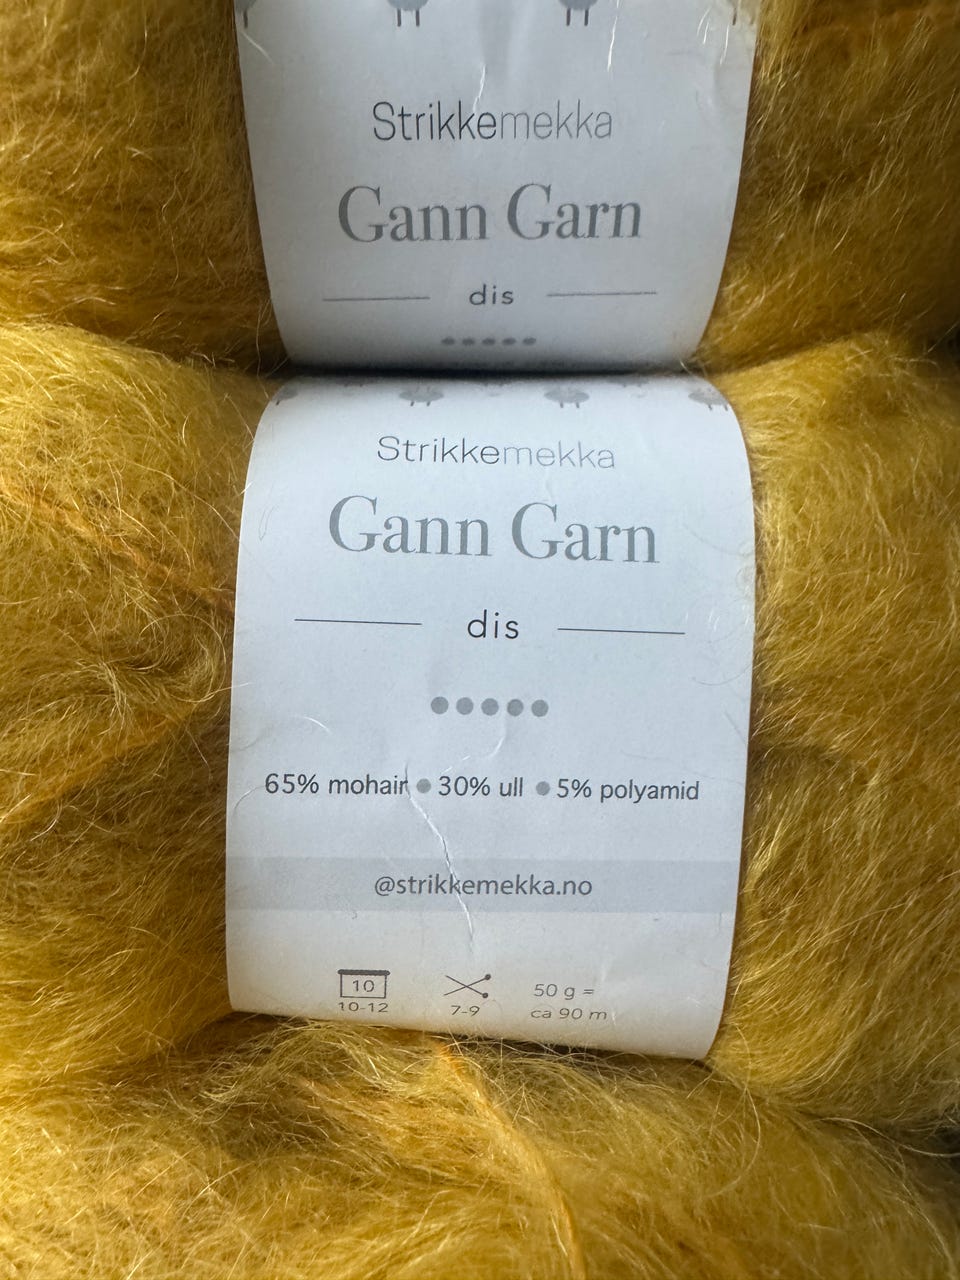 Strikkemekka
Gann Garn
dis
Strikkemekka
Gann Garn
dis
65% mohair ● 30% ull ● 5% polyamid
@strikkemekka.no
10
10-12
7-9
50 g =
ca 90 m